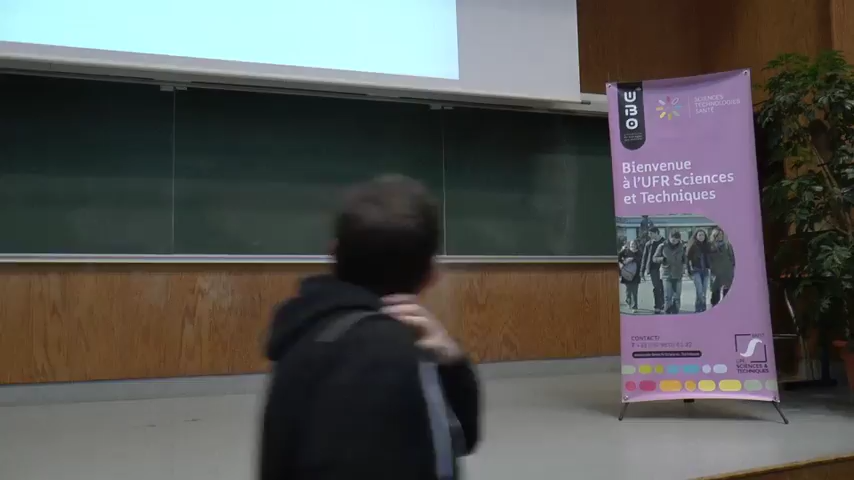 UBO
SCIENCES
TECHNOLOGIE
SANTÉ
Bienvenue
à l'UFR Sciences
et Techniques
CONTACT:
UFR
SCIENCES &
TECHNIQUES